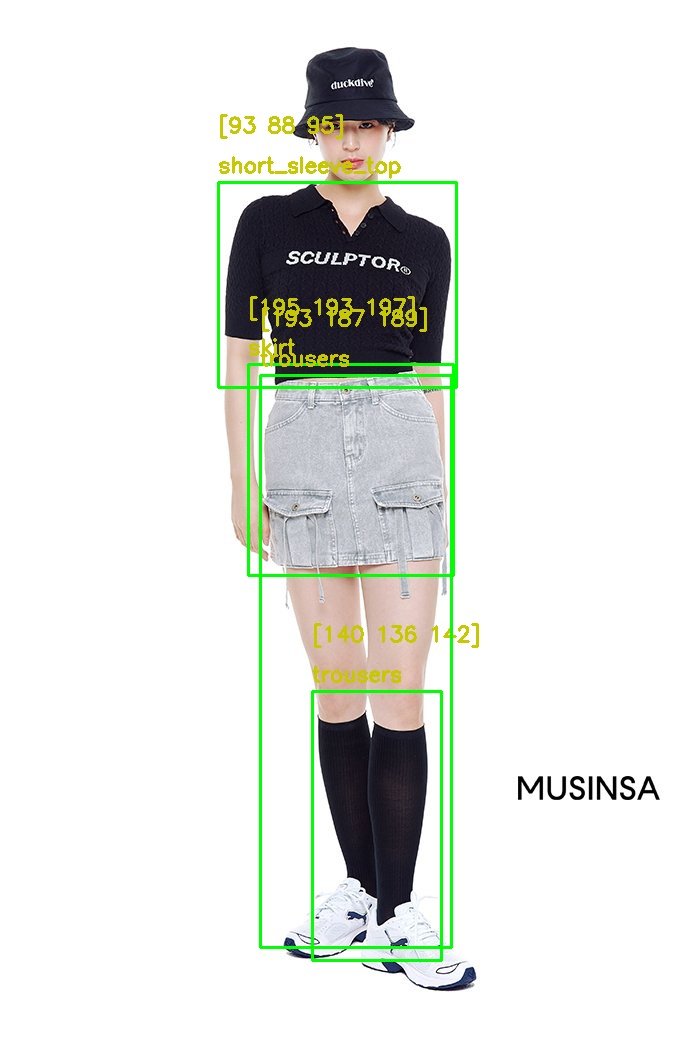 duckdive
[93 88 95]
short_sleeve_top
SCULPTOR®
[195 193 197]
[193 187 189]
skirt
trousers
[140 136 142]
trousers
MUSINSA